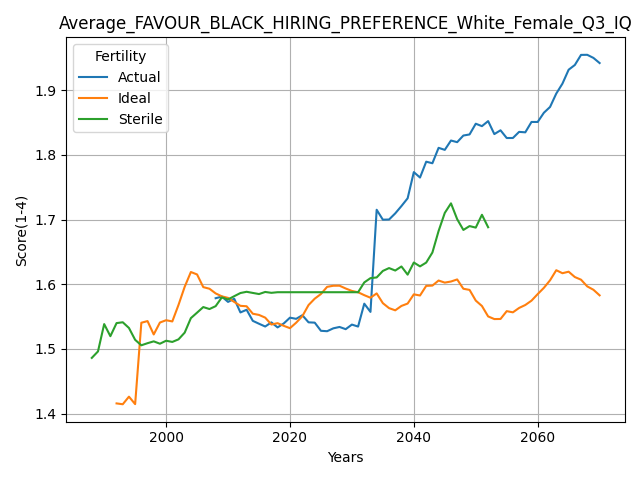 Average_FAVOUR_BLACK_HIRING_PREFERENCE_White_Female_Q3_IQ
Fertility
Actual
Ideal
Sterile
Score(1-4)
1.9
1.8
1.7
1.6
1.5
1.4
2000 2020 2040 2060
Years